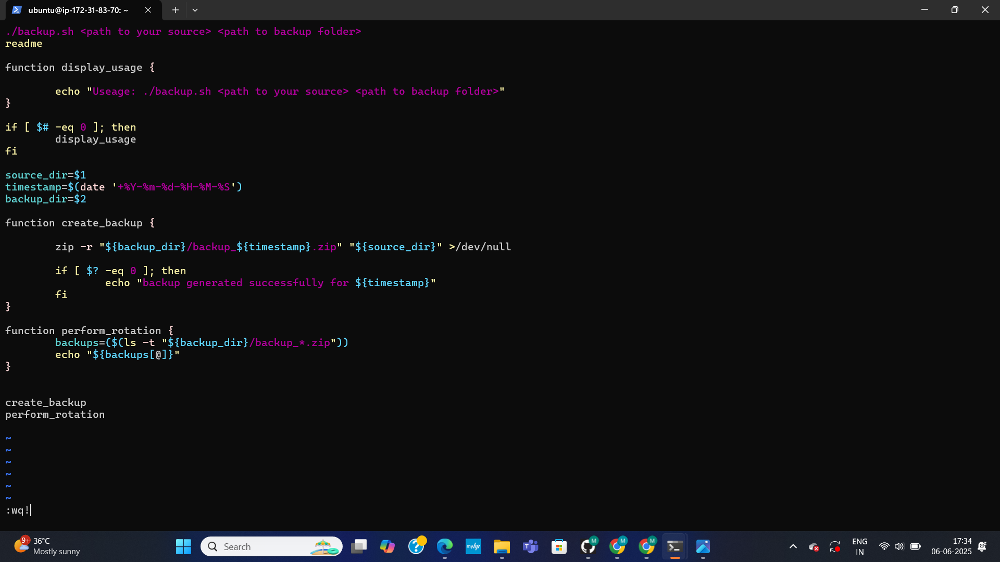 ubuntu@ip-172-31-83-70: ~
./backup.sh <path to your source> <path to backup folder>
readme
function display_usage {
echo "Useage: ./backup.sh <path to your source> <path to backup folder>"
}
if [ $# -eq 0 ]; then
display_usage
fi
source_dir=$1
timestamp=$(date '+%Y-%m-%d-%H-%M-%S')
backup_dir=$2
function create_backup {
zip -r "${backup_dir}/backup_${timestamp}.zip" "${source_dir}" >/dev/null
if [ $? -eq 0 ]; then
echo "backup generated successfully for ${timestamp}"
fi
}
function perform_rotation {
backups=($(ls -t "${backup_dir}/backup_*.zip"))
echo "${backups[@]}"
}
create_backup
perform_rotation
~
~
~
~
~
~
:wq!
9+
36°C
Mostly sunny
Search
myhp
T
M
M
M
ENG
IN
17:34
06-06-2025